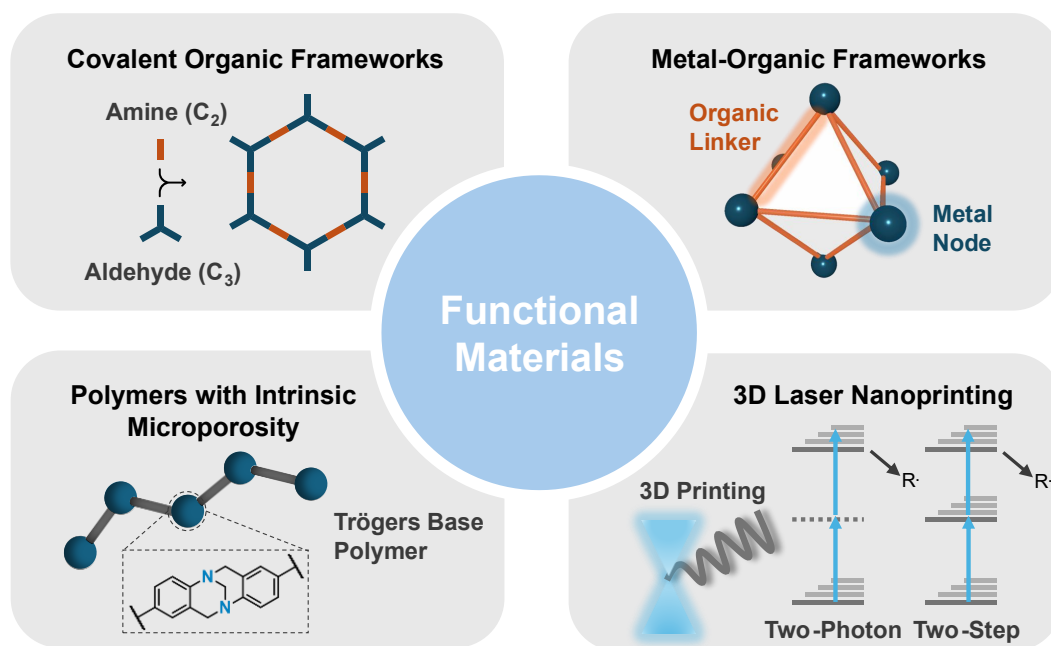 Covalent Organic Frameworks
Amine (C₂)
Aldehyde (C₃)
Metal-Organic Frameworks
Organic
Linker
Metal
Node
Functional
Materials
Polymers with Intrinsic
Microporosity
Trögers Base
Polymer
N
N
3D Laser Nanoprinting
3D Printing
R·
R·
Two-Photon
Two-Step